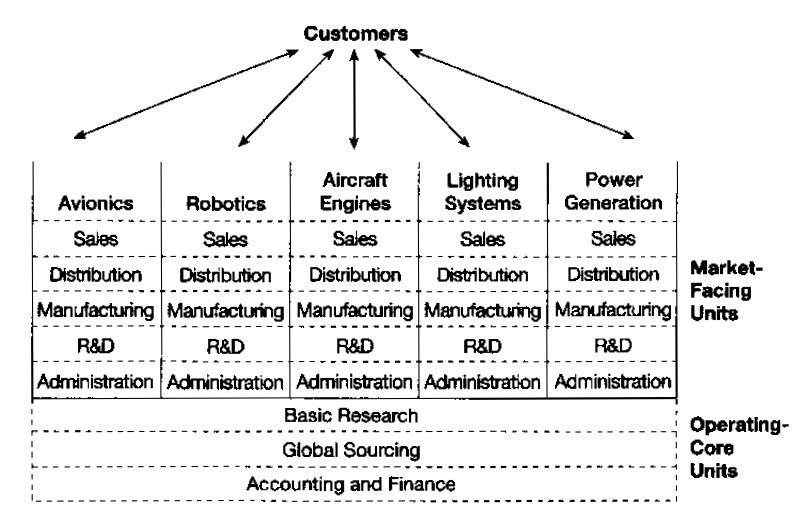 Customers
Avionics
Robotics
Aircraft
Engines
Lighting
Systems
Power
Generation
Sales Sales Sales Sales Sales
Distribution Distribution Distribution Distribution Distribution
Manufacturing Manufacturing Manufacturing Manufacturing Manufacturing
R&D R&D R&D R&D R&D
Administration Administration Administration Administration Administration
Market-
Facing
Units
Basic Research
Global Sourcing
Accounting and Finance
Operating-
Core
Units